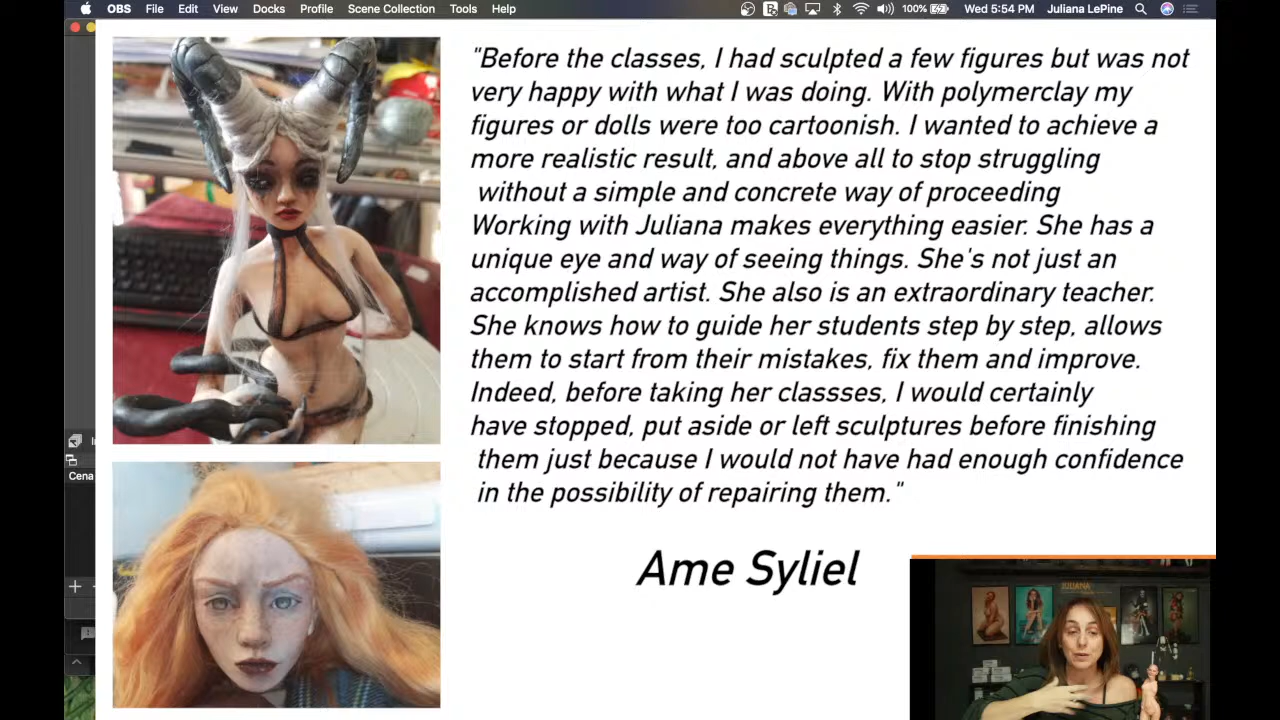 OBS File Edit View Docks Profile Scene Collection Tools Help 100% Wed 5:54 PM Juliana LePine
"Before the classes, I had sculpted a few figures but was not
very happy with what I was doing. With polymerclay my
figures or dolls were too cartoonish. I wanted to achieve a
more realistic result, and above all to stop struggling
without a simple and concrete way of proceeding
Working with Juliana makes everything easier. She has a
unique eye and way of seeing things. She's not just an
accomplished artist. She also is an extraordinary teacher.
She knows how to guide her students step by step, allows
them to start from their mistakes, fix them and improve.
Indeed, before taking her classses, I would certainly
have stopped, put aside or left sculptures before finishing
them just because I would not have had enough confidence
in the possibility of repairing them."
Cena
Ame Syliel
JULIANA